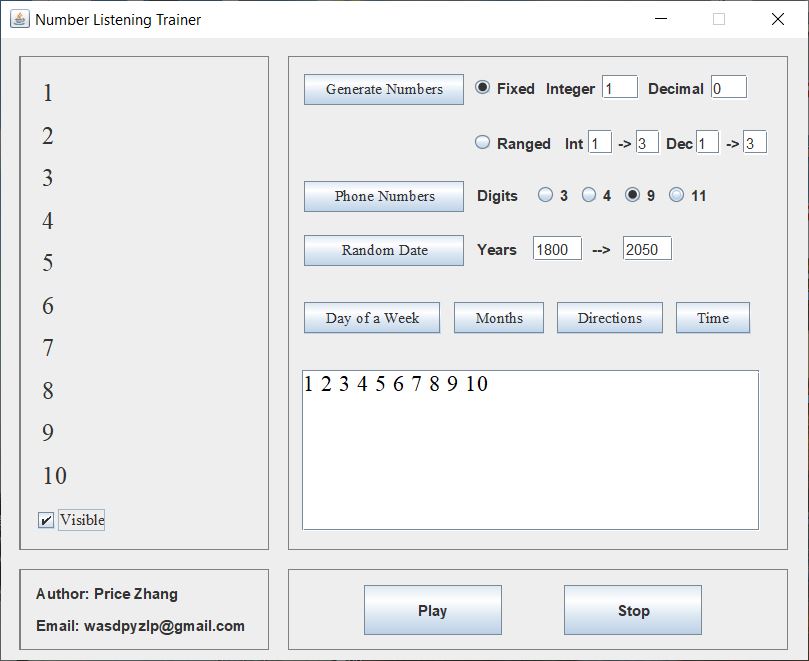 Number Listening Trainer
1
2
3
4
5
6
7
8
9
10
Visible
Generate Numbers Fixed Integer 1 Decimal 0
Ranged Int 1 -> 3 Dec 1 -> 3
Phone Numbers Digits 3 4 9 11
Random Date Years 1800 --> 2050
Day of a Week Months Directions Time
1 2 3 4 5 6 7 8 9 10
Author: Price Zhang
Email: wasdpyzlp@gmail.com
Play Stop